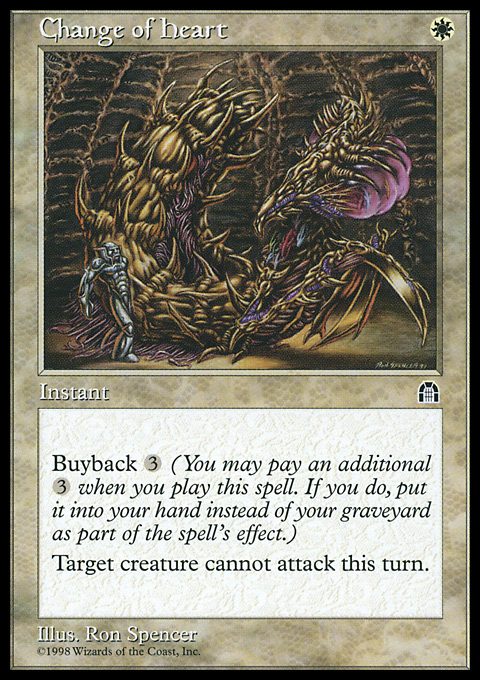 Change of Heart
Instant
Buyback 3 (You may pay an additional
3 when you play this spell. If you do, put
it into your hand instead of your graveyard
as part of the spell's effect.)
Target creature cannot attack this turn.
Illus. Ron Spencer
©1998 Wizards of the Coast, Inc.